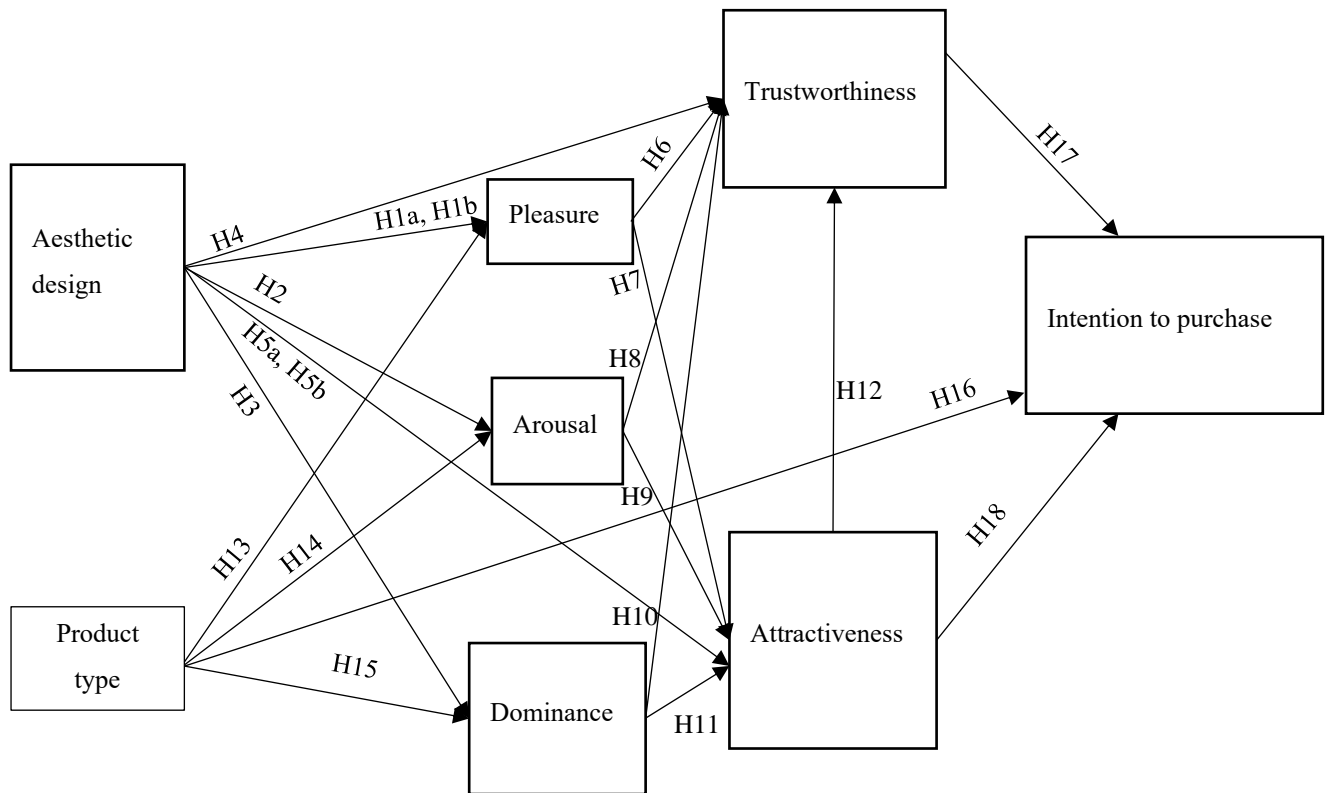 Trustworthiness
H17
H6
Pleasure
H1a, H1b
H4
Aesthetic
design
H2
H7
Intention to purchase
H5a, H5b
H3
H8
H12
H16
Arousal
H9
H18
H13
H14
H10
Product
type
Attractiveness
H15
Dominance
H11